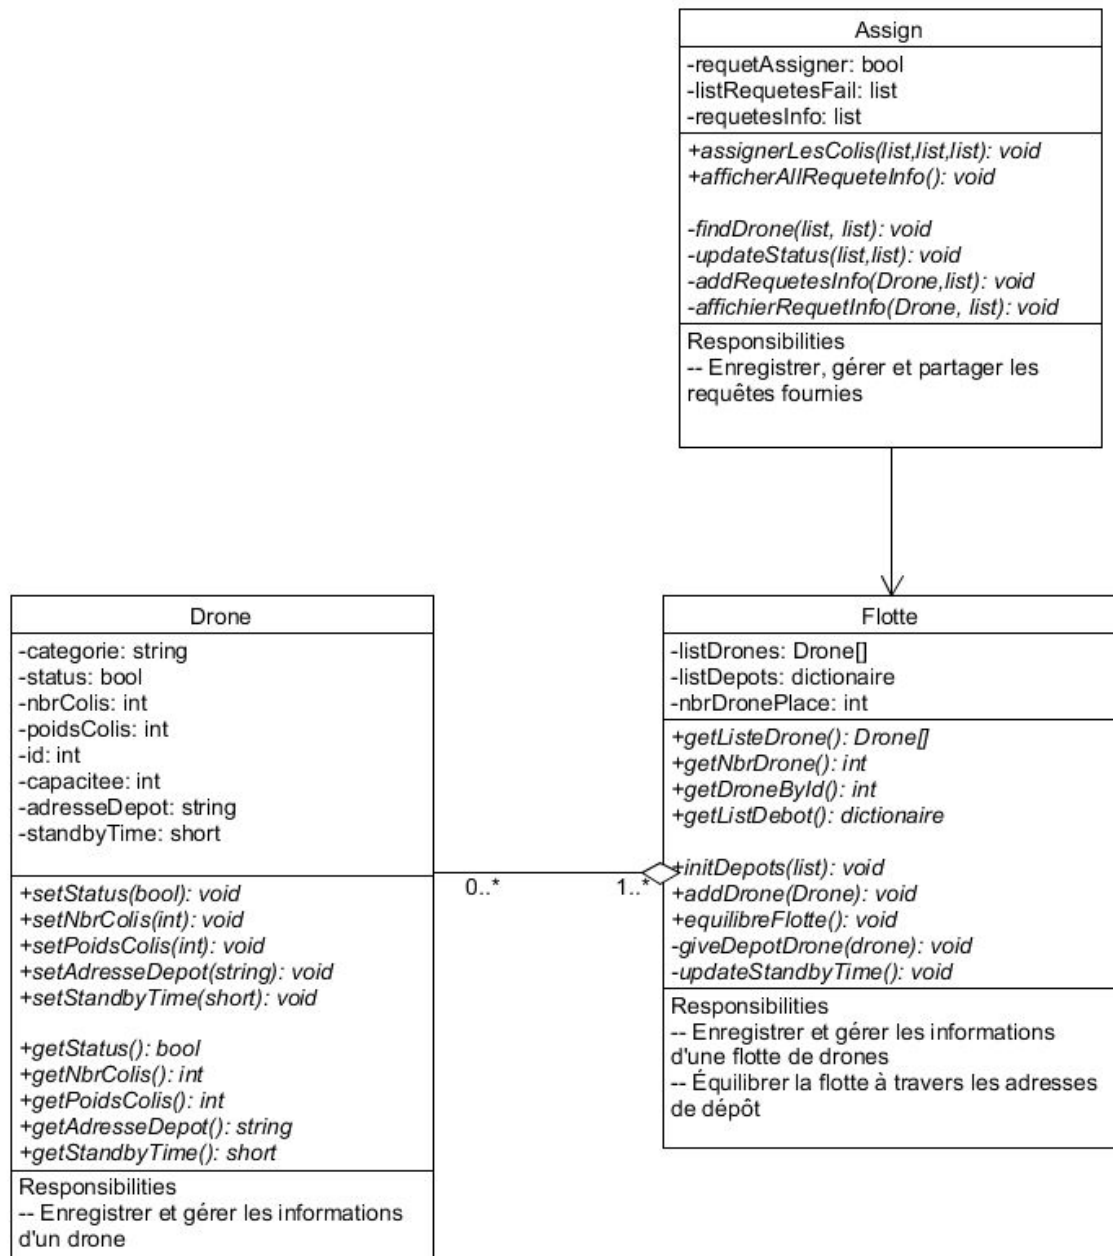 Assign
-requetAssigner: bool
-listRequetesFail: list
-requetesInfo: list
+assignerLesColis(list,list,list): void
+afficherAllRequeteInfo(): void
-findDrone(list, list): void
-updateStatus(list,list): void
-addRequetesInfo(Drone,list): void
-affichierRequetInfo(Drone, list): void
Responsibilities
-- Enregistrer, gérer et partager les
requêtes fournies
Drone
-categorie: string
-status: bool
-nbrColis: int
-poidsColis: int
-id: int
-capacitee: int
-adresseDepot: string
-standbyTime: short
+setStatus(bool): void
+setNbrColis(int): void
+setPoidsColis(int): void
+setAdresseDepot(string): void
+setStandbyTime(short): void
+getStatus(): bool
+getNbrColis(): int
+getPoidsColis(): int
+getAdresseDepot(): string
+getStandbyTime(): short
Responsibilities
-- Enregistrer et gérer les informations
d'un drone
0..*
1..*
Flotte
-listDrones: Drone[]
-listDepots: dictionaire
-nbrDronePlace: int
+getListeDrone(): Drone[]
+getNbrDrone(): int
+getDroneById(): int
+getListDebot(): dictionaire
+initDepots(list): void
+addDrone(Drone): void
+equilibreFlotte(): void
-giveDepotDrone(drone): void
-updateStandbyTime(): void
Responsibilities
-- Enregistrer et gérer les informations
d'une flotte de drones
-- Équilibrer la flotte à travers les adresses
de dépôt